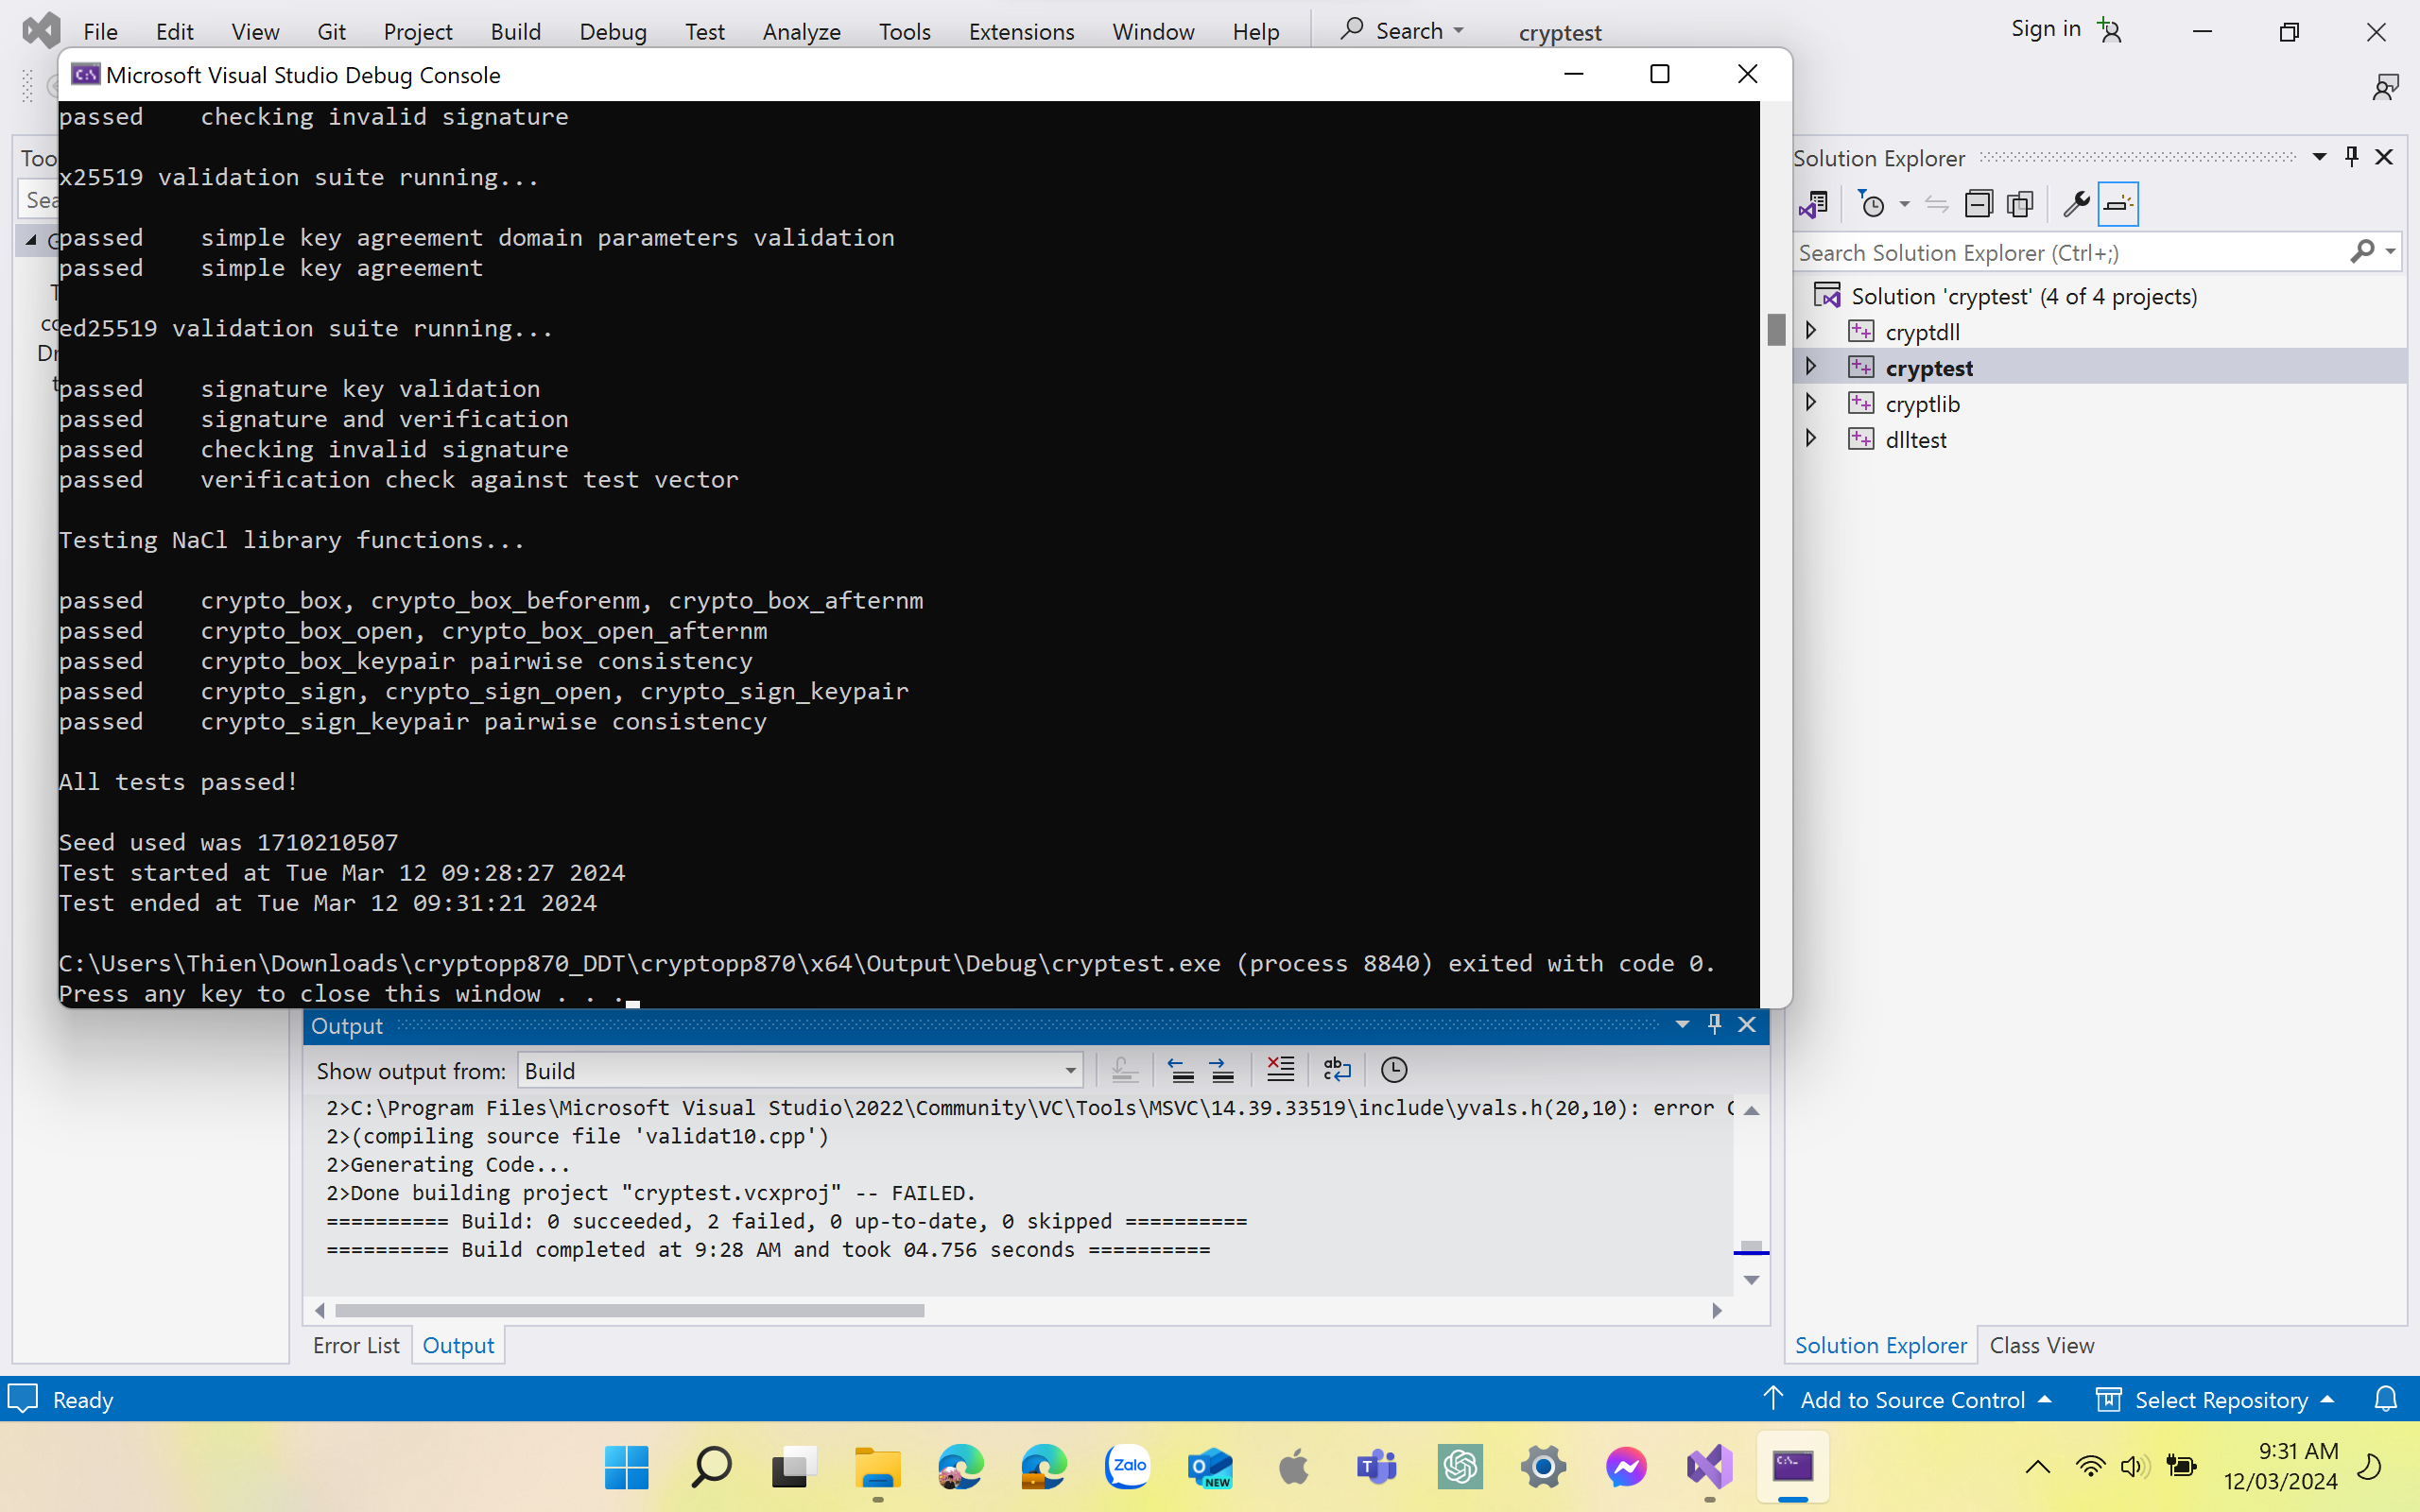 File Edit View Git Project Build Debug Test Analyze Tools Extensions Window Help Search cryptest Sign in
Microsoft Visual Studio Debug Console
passed checking invalid signature
x25519 validation suite running...
passed simple key agreement domain parameters validation
passed simple key agreement
ed25519 validation suite running...
passed signature key validation
passed signature and verification
passed checking invalid signature
passed verification check against test vector
Testing NaCl library functions...
passed crypto_box, crypto_box_beforenm, crypto_box_afternm
passed crypto_box_open, crypto_box_open_afternm
passed crypto_box_keypair pairwise consistency
passed crypto_sign, crypto_sign_open, crypto_sign_keypair
passed crypto_sign_keypair pairwise consistency
All tests passed!
Seed used was 1710210507
Test started at Tue Mar 12 09:28:27 2024
Test ended at Tue Mar 12 09:31:21 2024
C:\Users\Thien\Downloads\cryptopp870_DDT\cryptopp870\x64\Output\Debug\cryptest.exe (process 8840) exited with code 0.
Press any key to close this window . . .
Output
Show output from: Build
2>C:\Program Files\Microsoft Visual Studio\2022\Community\VC\Tools\MSVC\14.39.33519\include\yvals.h(20,10): error
2>(compiling source file 'validat10.cpp')
2>Generating Code...
2>Done building project "cryptest.vcxproj" -- FAILED.
========== Build: 0 succeeded, 2 failed, 0 up-to-date, 0 skipped ==========
========== Build completed at 9:28 AM and took 04.756 seconds ==========
Error List Output
Solution Explorer
Search Solution Explorer (Ctrl+;)
Solution 'cryptest' (4 of 4 projects)
cryptdll
cryptest
cryptlib
dlltest
Solution Explorer Class View
Ready
Add to Source Control Select Repository
Zalo
NEW
9:31 AM
12/03/2024